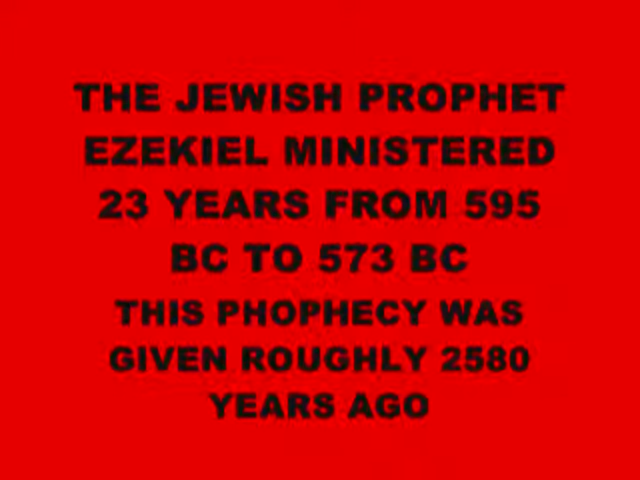 THE JEWISH PROPHET
EZEKIEL MINISTERED
23 YEARS FROM 595
BC TO 573 BC
THIS PHOPHECY WAS
GIVEN ROUGHLY 2580
YEARS AGO